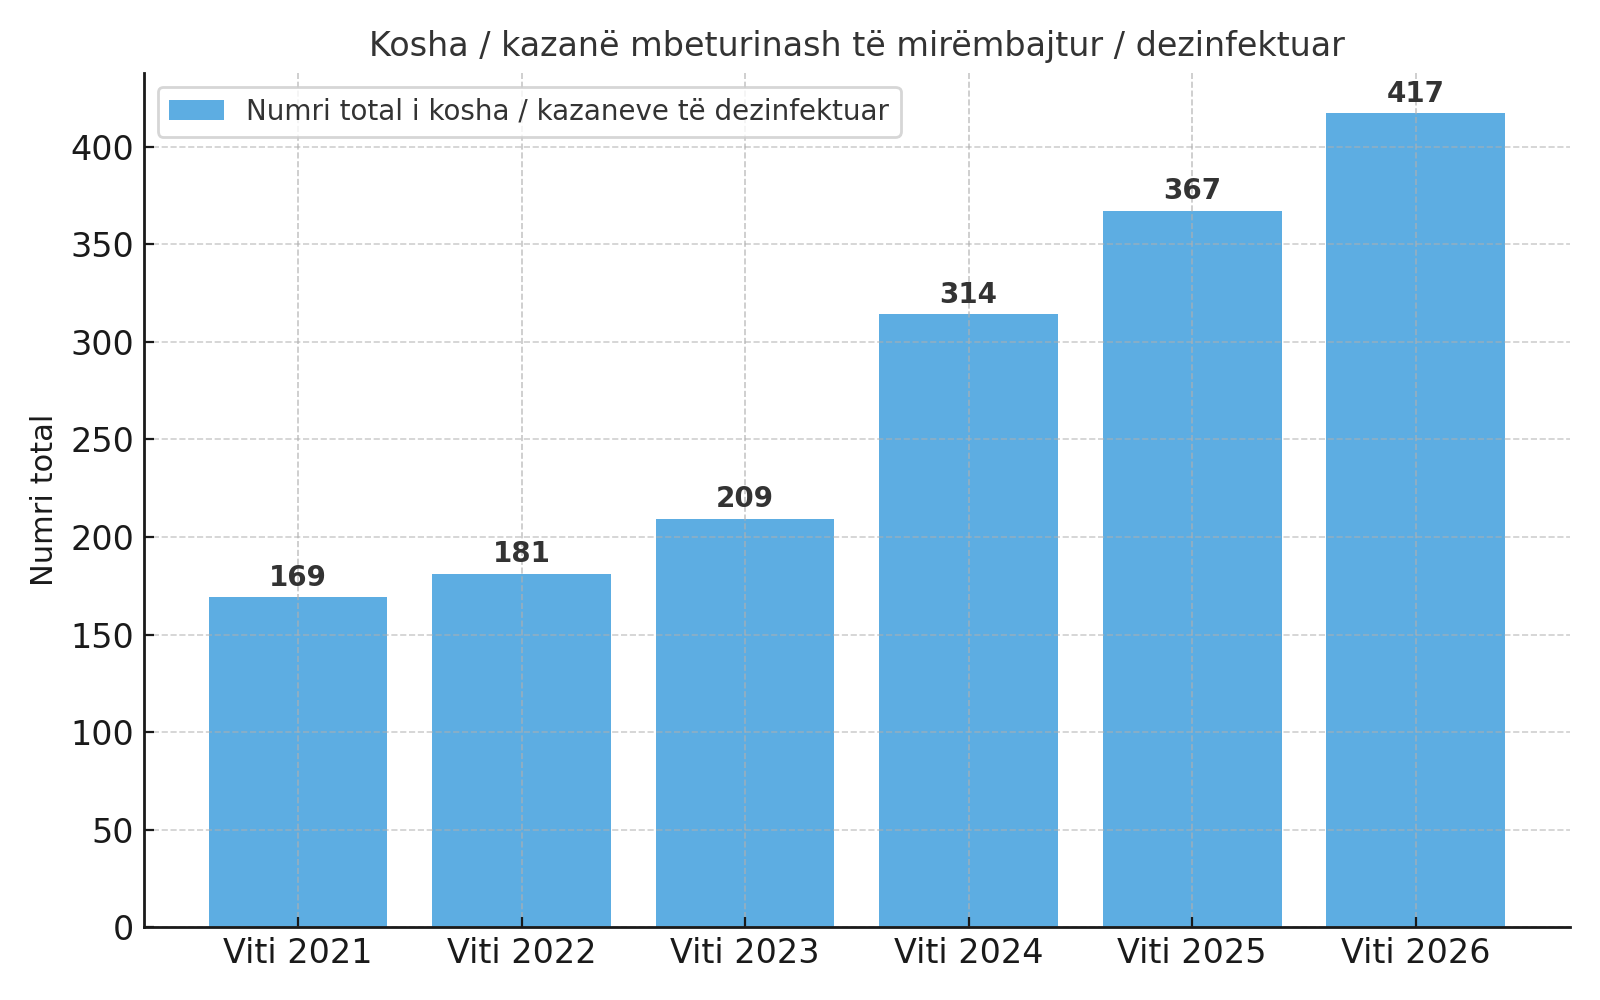 Kosha / kazanë mbeturinash të mirëmbajtur / dezinfektuar
Numri total i kosha / kazaneve të dezinfektuar
Numri total
400
350
300
250
200
150
100
50
0
169
181
209
314
367
417
Viti 2021
Viti 2022
Viti 2023
Viti 2024
Viti 2025
Viti 2026